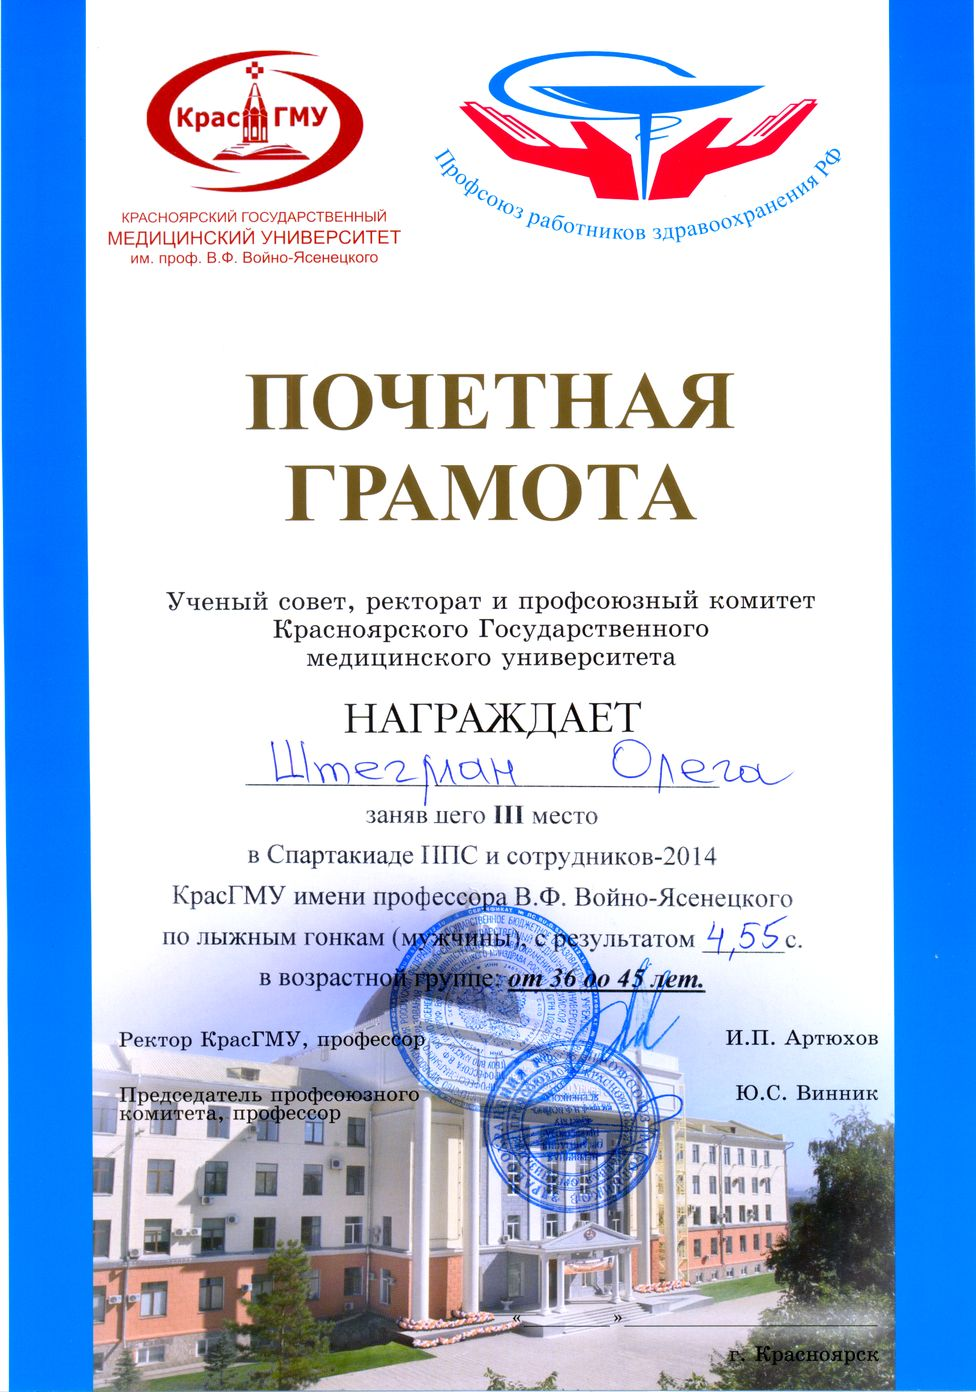 КрасГМУ
КРАСНОЯРСКИЙ ГОСУДАРСТВЕННЫЙ
МЕДИЦИНСКИЙ УНИВЕРСИТЕТ
им. проф. В.Ф. Войно-Ясенецкого
Профсоюз работников здравоохранения РФ
ПОЧЕТНАЯ
ГРАМОТА
Ученый совет, ректорат и профсоюзный комитет
Красноярского Государственного
медицинского университета
НАГРАЖДАЕТ
Штегман Олега
занявшего III место
в Спартакиаде ППС и сотрудников-2014
КрасГМУ имени профессора В.Ф. Войно-Ясенецкого
по лыжным гонкам (мужчины), с результатом 4,55 с.
в возрастной группе: от 36 до 45 лет.
Ректор КрасГМУ, профессор И.П. Артюхов
Председатель профсоюзного
комитета, профессор Ю.С. Винник
« »
г. Красноярск